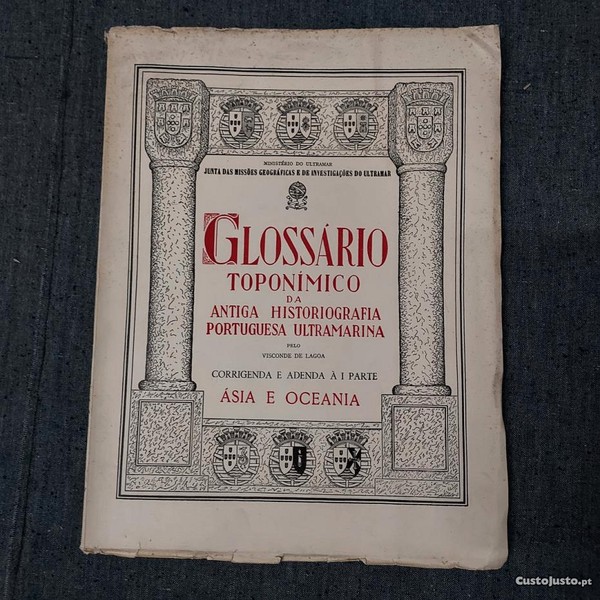 MINISTÉRIO DO ULTRAMAR
JUNTA DAS MISSÕES GEOGRÁFICAS E DE INVESTIGAÇÕES DO ULTRAMAR
GLOSSÁRIO
TOPONÍMICO
DA
ANTIGA HISTORIOGRAFIA
PORTUGUESA ULTRAMARINA
PELO
VISCONDE DE LAGOA
CORRIGENDA E ADENDA À I PARTE
ÁSIA E OCEANIA
CustoJusto.pt